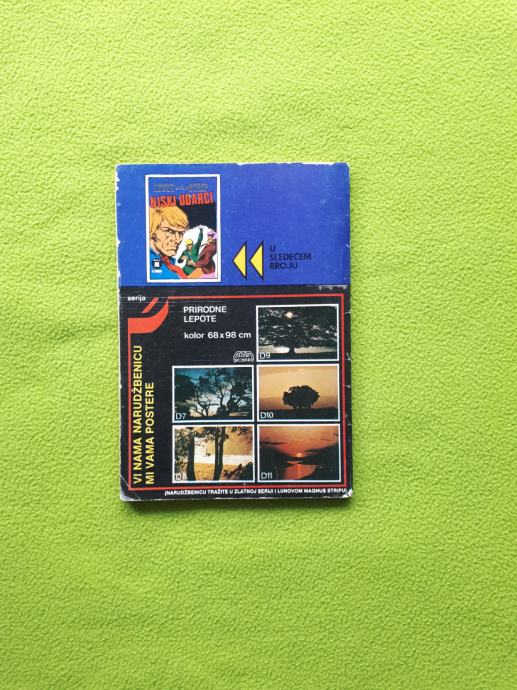 NISKI UDARCI
U
SLEDEĆEM
BROJU
serija
PRIRODNE
LEPOTE
kolor 68 x 98 cm
VI NAMA NARUDŽBENICU
MI VAMA POSTERE
D9
D7
D10
D11
(NARUDŽBENICU TRAŽITE U ZLATNOJ SERIJI I LUNOVOM MAGNUS STRIPU)